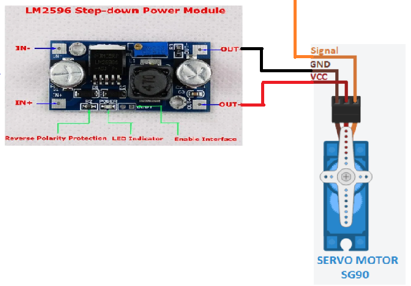 LM2596 Step-down Power Module
IN-
OUT-
IN+
OUT-
Reverse Polarity Protection
LED Indicator
Enable Interface
Signal
GND
VCC
SERVO MOTOR
SG90